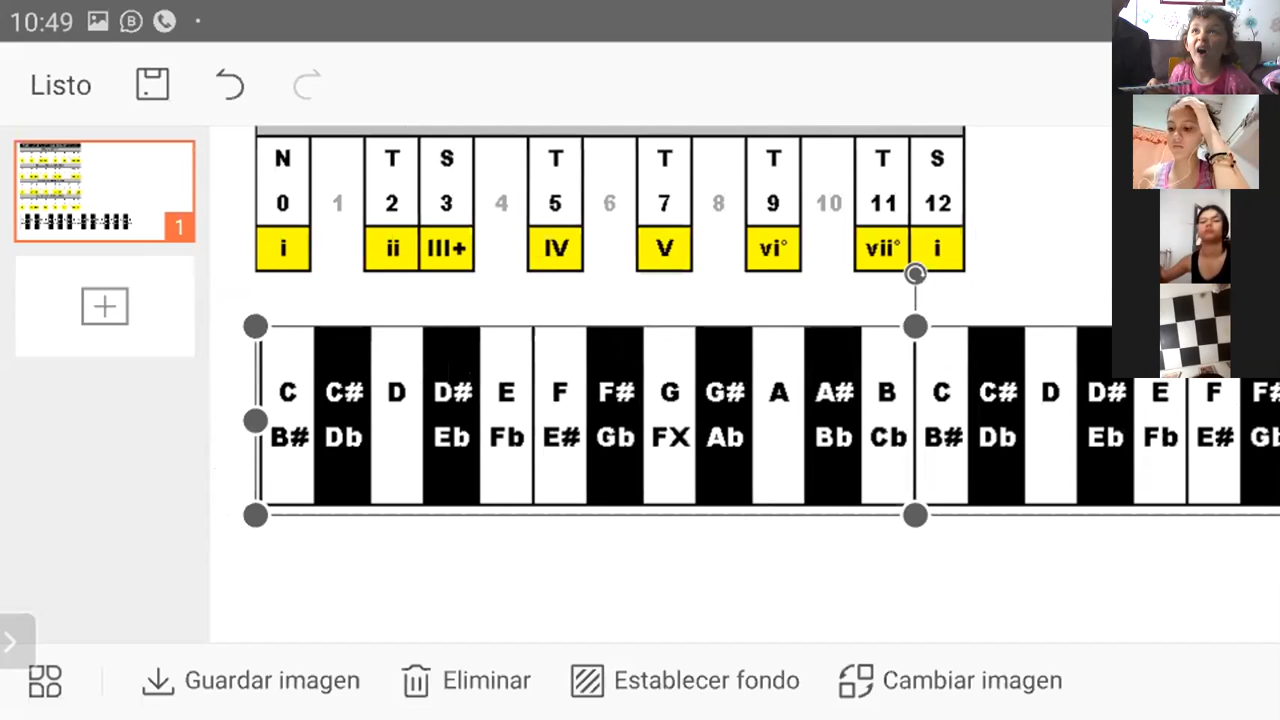 10:49
Listo
1
N T S T T T T S
0 1 2 3 4 5 6 7 8 9 10 11 12
i ii III+ IV V vi° vii° i
C C# D D# E F F# G G# A A# B C C# D D# E F F#
B# Db Eb Fb E# Gb FX Ab Bb Cb B# Db Eb Fb E# Gb
Guardar imagen Eliminar Establecer fondo Cambiar imagen